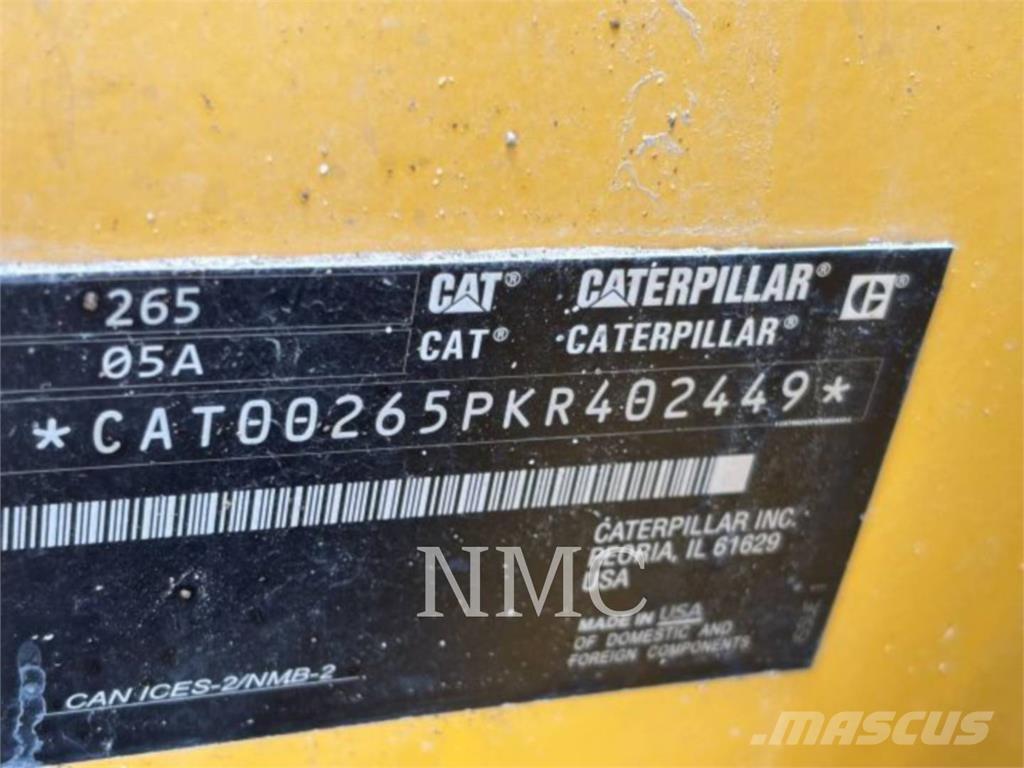 265
CAT® CATERPILLAR®
05A
CAT® CATERPILLAR®
*CAT00265PKR402449*
CATERPILLAR INC.
PEORIA, IL 61629
USA
NMC
MADE IN USA
OF DOMESTIC AND
FOREIGN COMPONENTS
CAN ICES-2/NMB-2
MASCUS